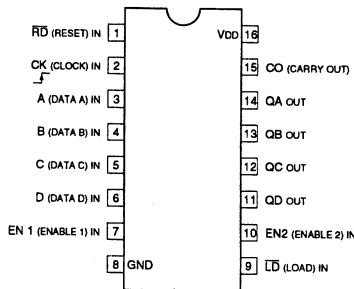 R̅D̅ (RESET) IN 1
VDD 16
CK (CLOCK) IN 2
15 CO (CARRY OUT)
A (DATA A) IN 3
14 QA OUT
B (DATA B) IN 4
13 QB OUT
C (DATA C) IN 5
12 QC OUT
D (DATA D) IN 6
11 QD OUT
EN 1 (ENABLE 1) IN 7
10 EN2 (ENABLE 2) IN
8 GND
9 L̅D̅ (LOAD) IN